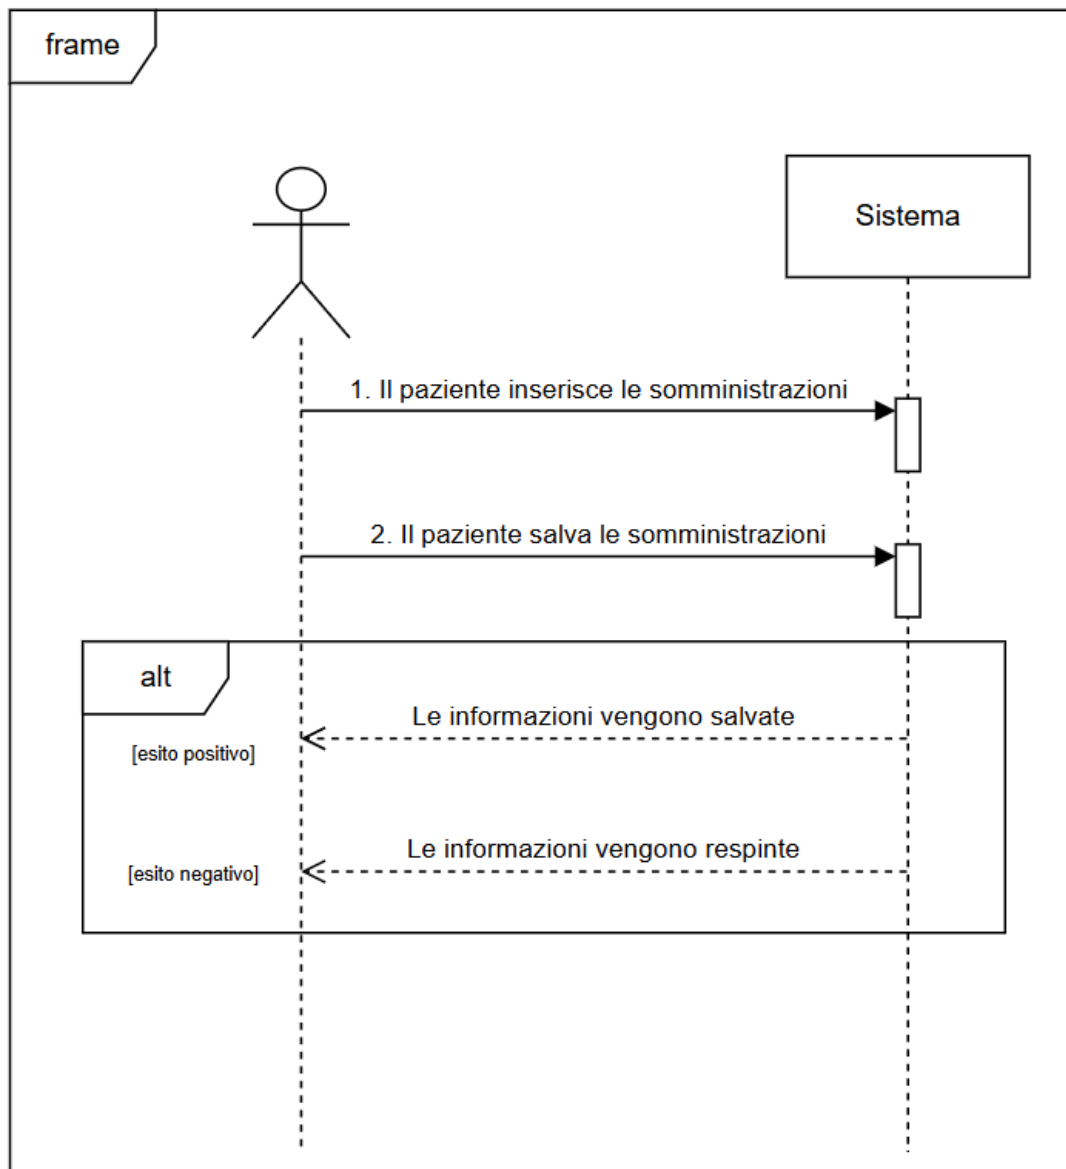 frame
Sistema
1. Il paziente inserisce le somministrazioni
2. Il paziente salva le somministrazioni
alt
Le informazioni vengono salvate
[esito positivo]
Le informazioni vengono respinte
[esito negativo]